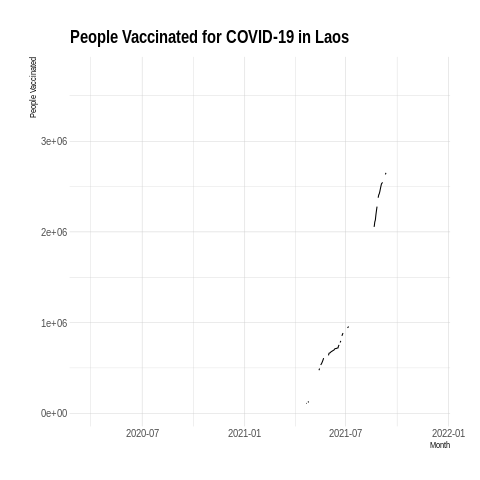 People Vaccinated for COVID-19 in Laos
People Vaccinated
3e+06
2e+06
1e+06
0e+00
2020-07 2021-01 2021-07 2022-01
Month